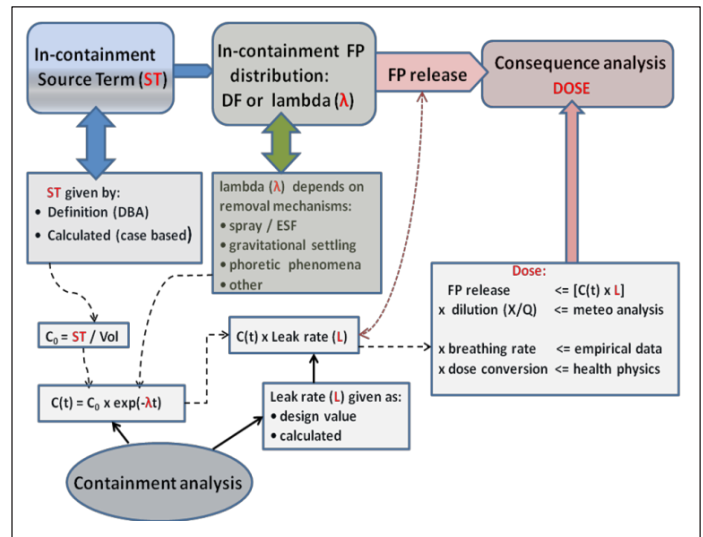 In-containment
Source Term (ST)
In-containment FP
distribution:
DF or lambda (λ)
FP release
Consequence analysis
DOSE
ST given by:
• Definition (DBA)
• Calculated (case based)
lambda (λ) depends on
removal mechanisms:
• spray / ESF
• gravitational settling
• phoretic phenomena
• other
Dose:
FP release <= [C(t) x L]
x dilution (X/Q) <= meteo analysis
x breathing rate <= empirical data
x dose conversion <= health physics
C₀ = ST / Vol
C(t) x Leak rate (L)
C(t) = C₀ x exp(-λt)
Leak rate (L) given as:
• design value
• calculated
Containment analysis